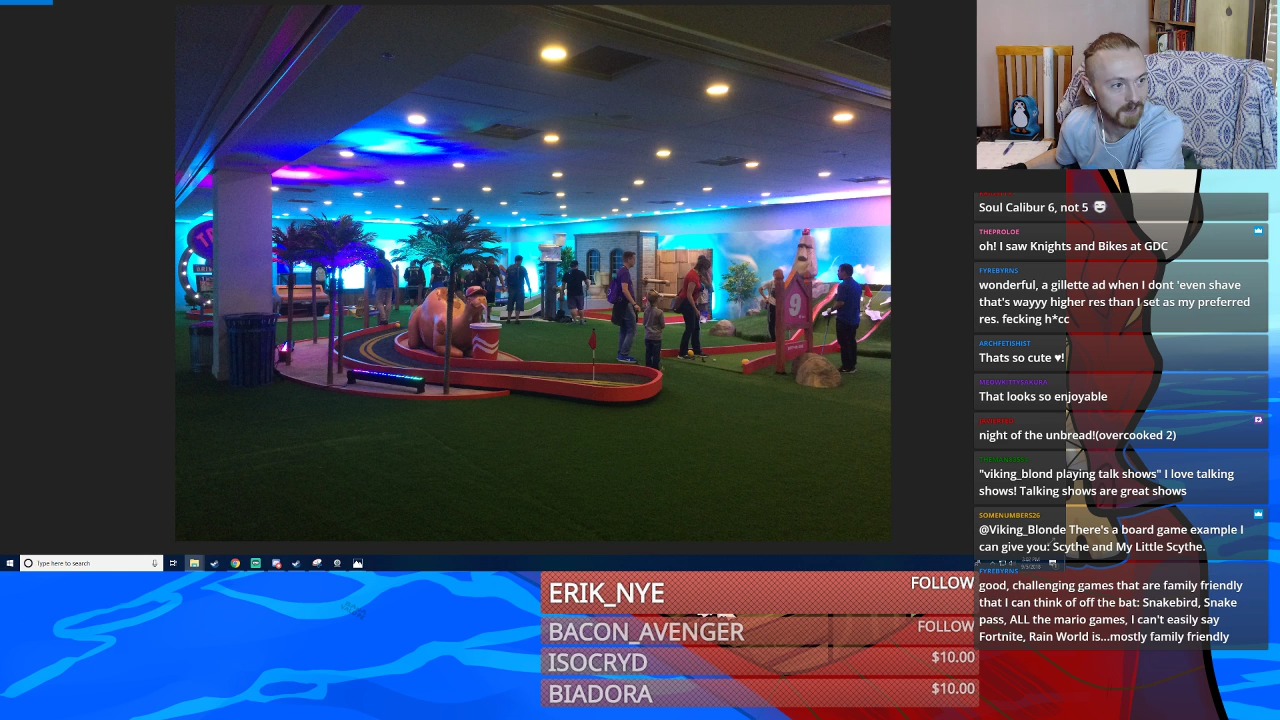 Soul Calibur 6, not 5
THEPROLOE
oh! I saw Knights and Bikes at GDC
FYREBYRNS
wonderful, a gillette ad when I dont 'even shave
that's wayyy higher res than I set as my preferred
res. fecking h*cc
ARCHFETISHIST
Thats so cute ♥!
MEOWKITTYSAKURA
That looks so enjoyable
night of the unbread!(overcooked 2)
"viking_blond playing talk shows" I love talking
shows! Talking shows are great shows
SOMENUMBERS26
@Viking_Blonde There's a board game example I
can give you: Scythe and My Little Scythe.
FYREBYRNS
good, challenging games that are family friendly
that I can think of off the bat: Snakebird, Snake
pass, ALL the mario games, I can't easily say
Fortnite, Rain World is...mostly family friendly
9
Type here to search
ERIK_NYE FOLLOW
BACON_AVENGER FOLLOW
ISOCRYD $10.00
BIADORA $10.00